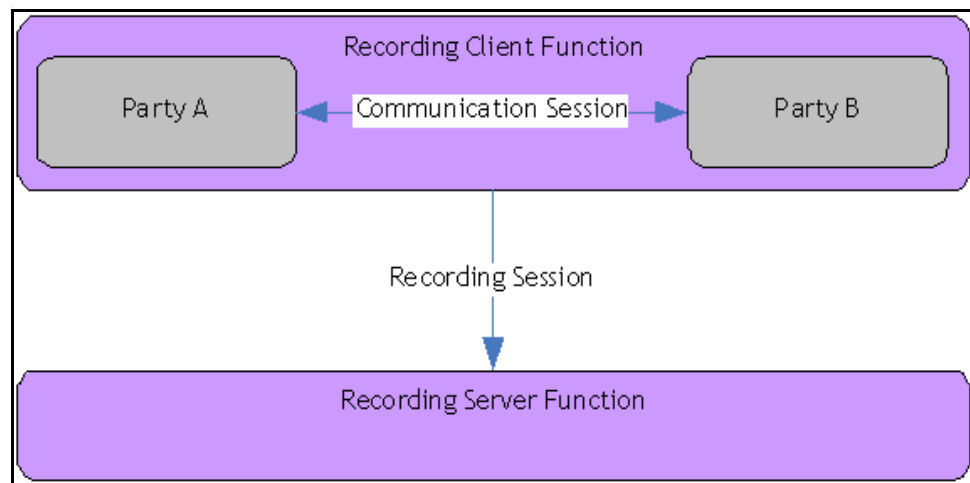 Recording Client Function
Party A
Communication Session
Party B
Recording Session
Recording Server Function